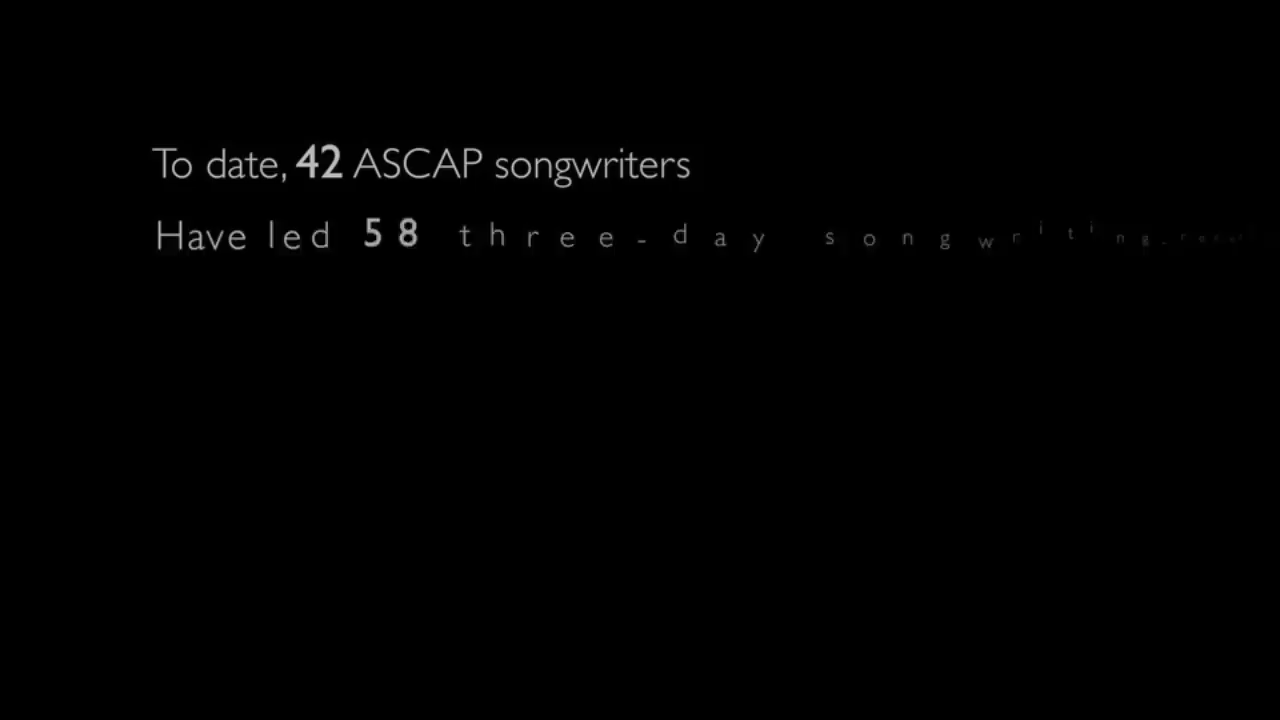 To date, 42 ASCAP songwriters
Have led 58 three-day songwriting